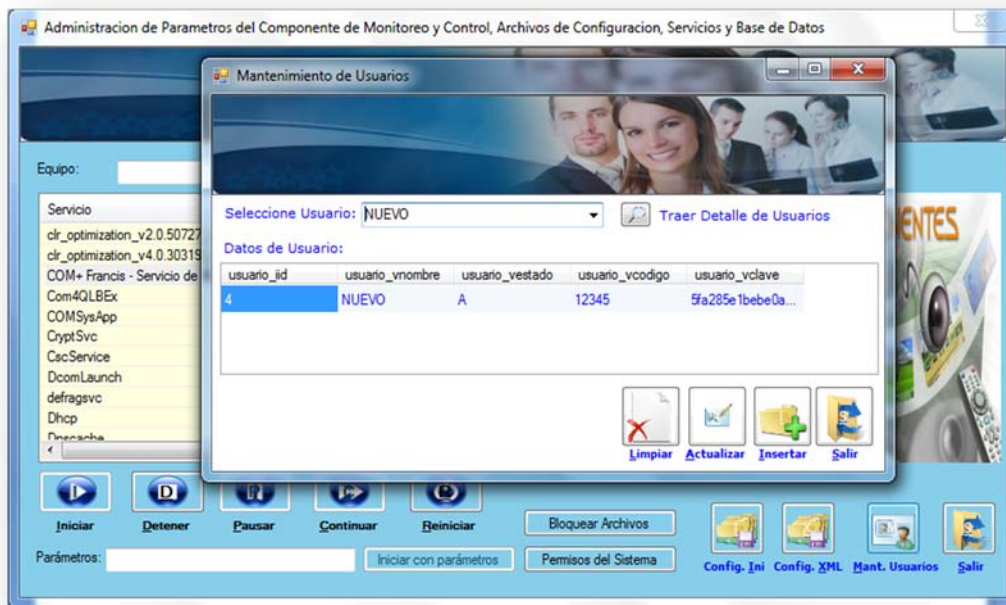 Administracion de Parametros del Componente de Monitoreo y Control, Archivos de Configuracion, Servicios y Base de Datos
Mantenimiento de Usuarios
Equipo:
Seleccione Usuario: NUEVO Traer Detalle de Usuarios
Datos de Usuario:
usuario_iid usuario_vnombre usuario_vestado usuario_vcodigo usuario_vclave
4 NUEVO A 12345 5fa285e1bebe0a...
Limpiar Actualizar Insertar Salir
Servicio
clr_optimization_v2.0.50727
clr_optimization_v4.0.30319
COM+ Francis - Servicio de
Com4QLBEx
COMSysApp
CryptSvc
CscService
DcomLaunch
defragsvc
Dhcp
Dnscache
ENTES
Iniciar Detener Pausar Continuar Reiniciar
Bloquear Archivos
Parámetros: Iniciar con parámetros Permisos del Sistema
Config. Ini Config. XML Mant. Usuarios Salir